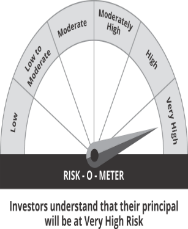 Low
Low to
Moderate
Moderate
Moderately
High
High
Very High
RISK - O - METER
Investors understand that their principal
will be at Very High Risk